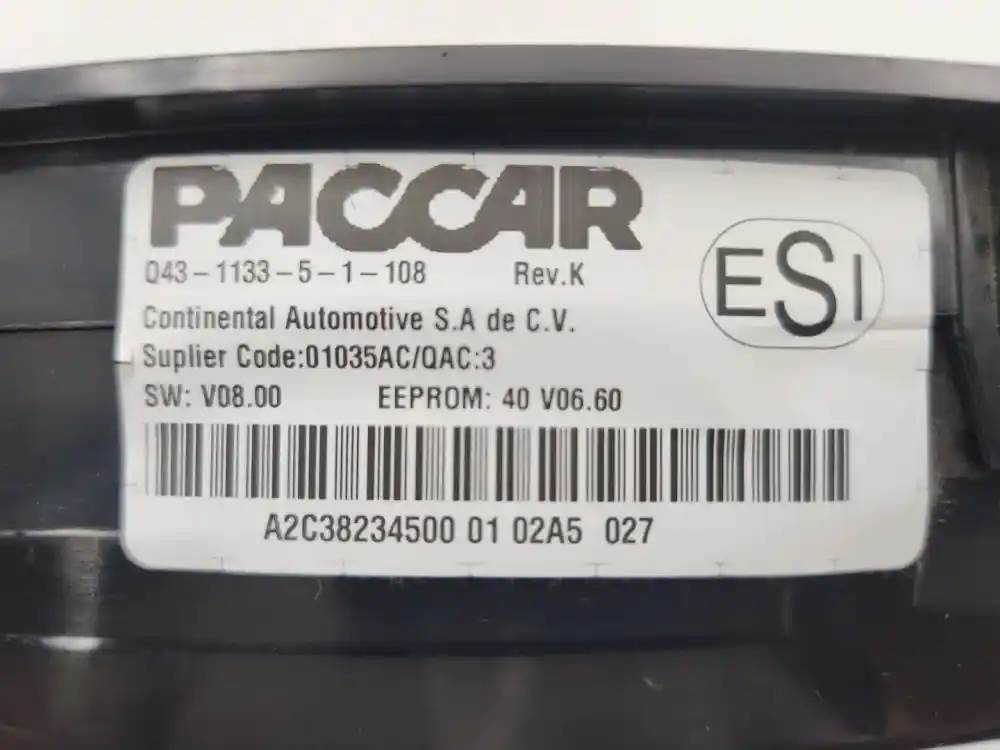 PACCAR
Q43-1133-5-1-108 Rev.K
ESI
Continental Automotive S.A de C.V.
Suplier Code:01035AC/QAC:3
SW: V08.00 EEPROM: 40 V06.60
A2C38234500 01 02A5 027